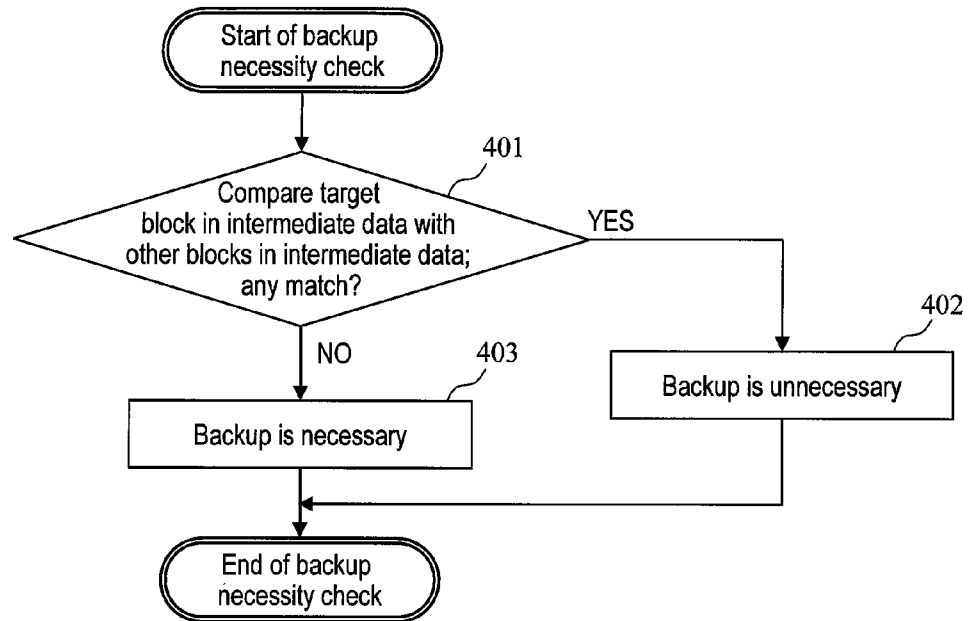 Start of backup
necessity check
401
Compare target
block in intermediate data with
other blocks in intermediate data;
any match?
YES
402
Backup is unnecessary
NO
403
Backup is necessary
End of backup
necessity check